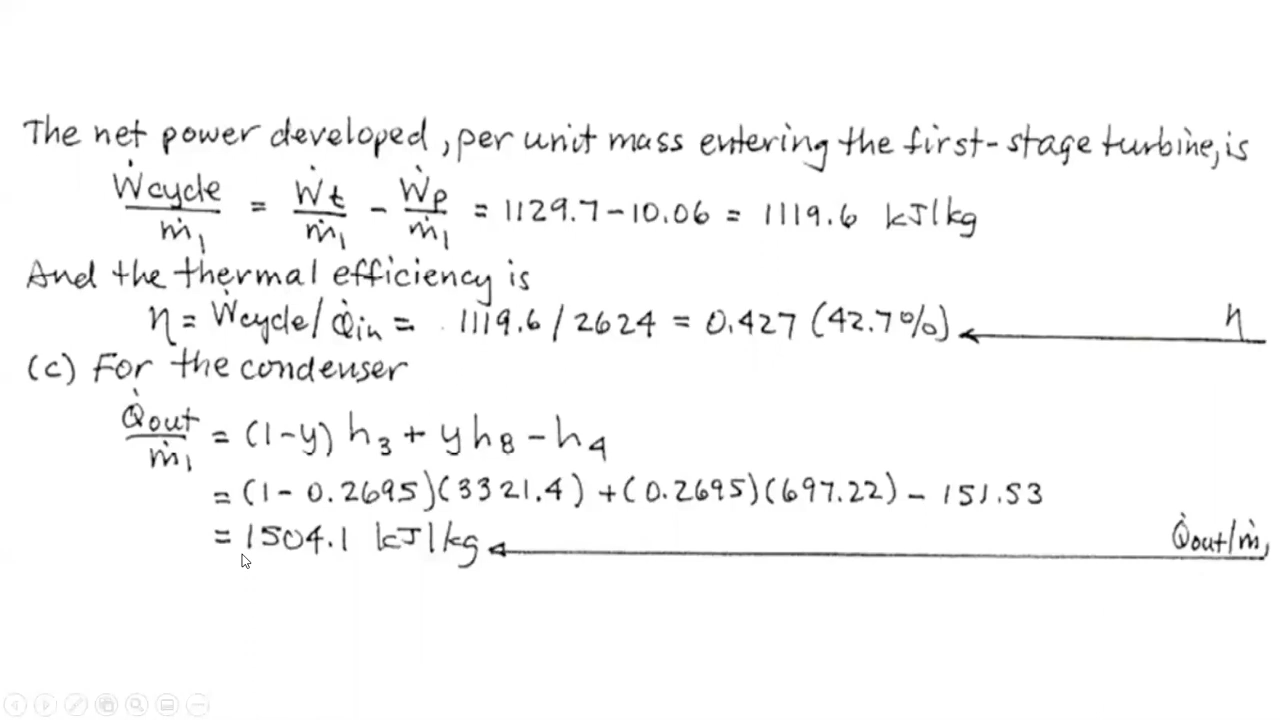 The net power developed, per unit mass entering the first-stage turbine, is
Ẇcycle/ṁ₁ = Ẇt/ṁ₁ - Ẇp/ṁ₁ = 1129.7-10.06 = 1119.6 kJ/kg
And the thermal efficiency is
η = Ẇcycle/Q̇in = 1119.6 / 2624 = 0.427 (42.7%) ← η
(c) For the condenser
Q̇out/ṁ₁ = (1-y) h₃ + y h₈ - h₄
= (1- 0.2695)(3321.4) + (0.2695)(697.22) - 151.53
= 1504.1 kJ/kg ← Q̇out/ṁ₁